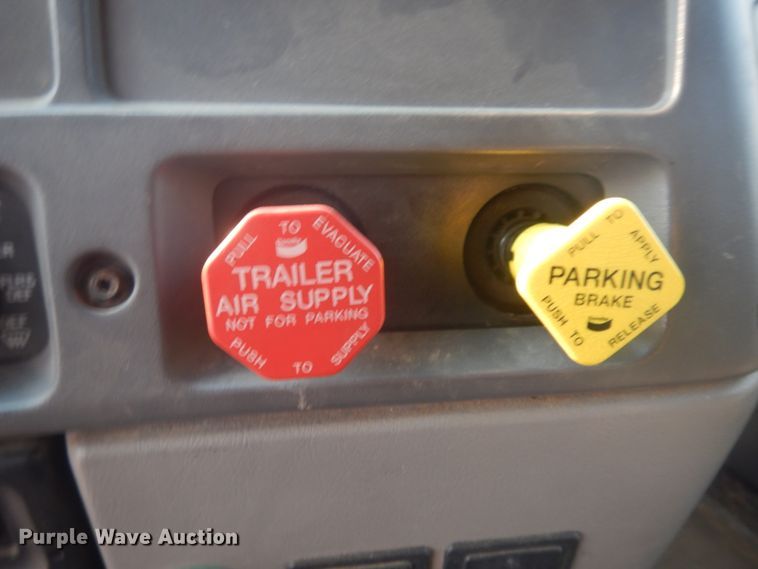 PULL TO EVACUATE
TRAILER
AIR SUPPLY
NOT FOR PARKING
PUSH TO SUPPLY
PULL TO APPLY
PARKING
BRAKE
PUSH TO RELEASE
Purple Wave Auction